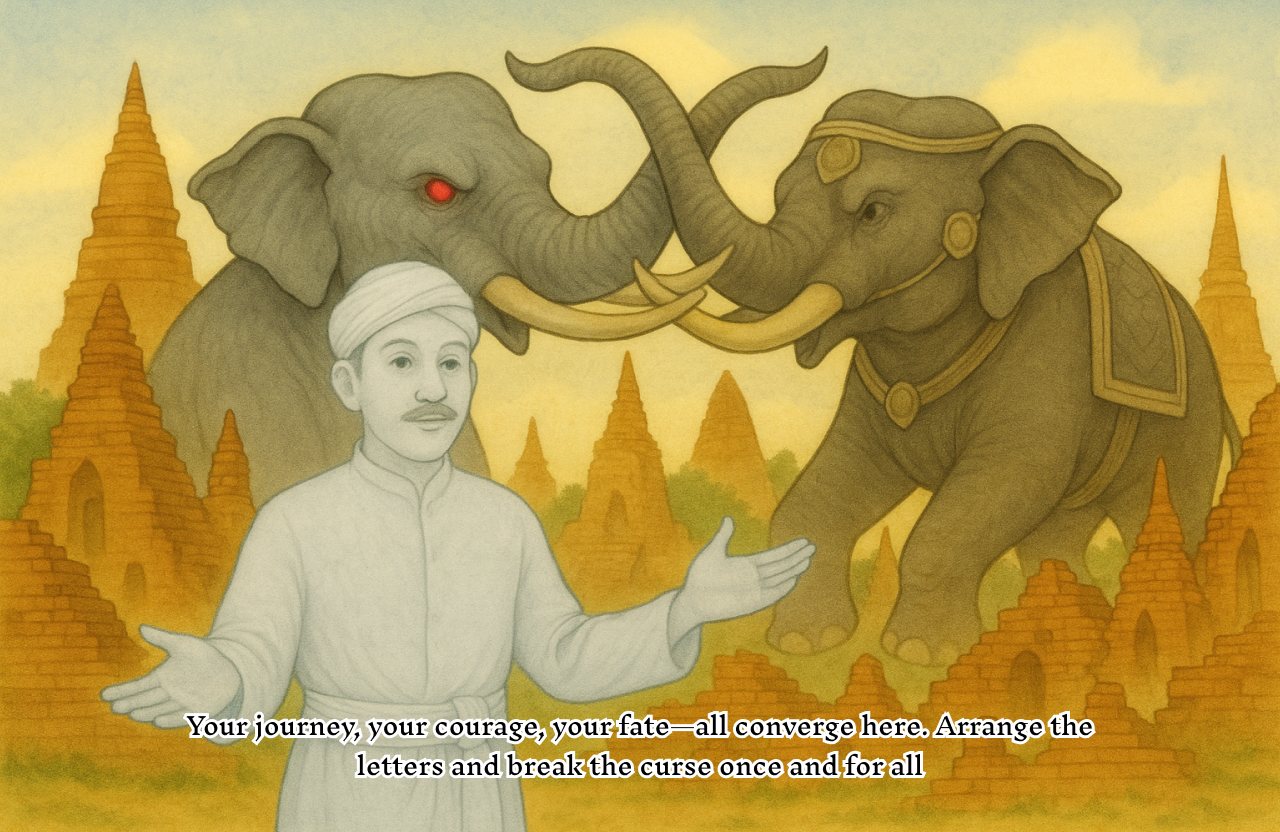 Your journey, your courage, your fate—all converge here. Arrange the
letters and break the curse once and for all